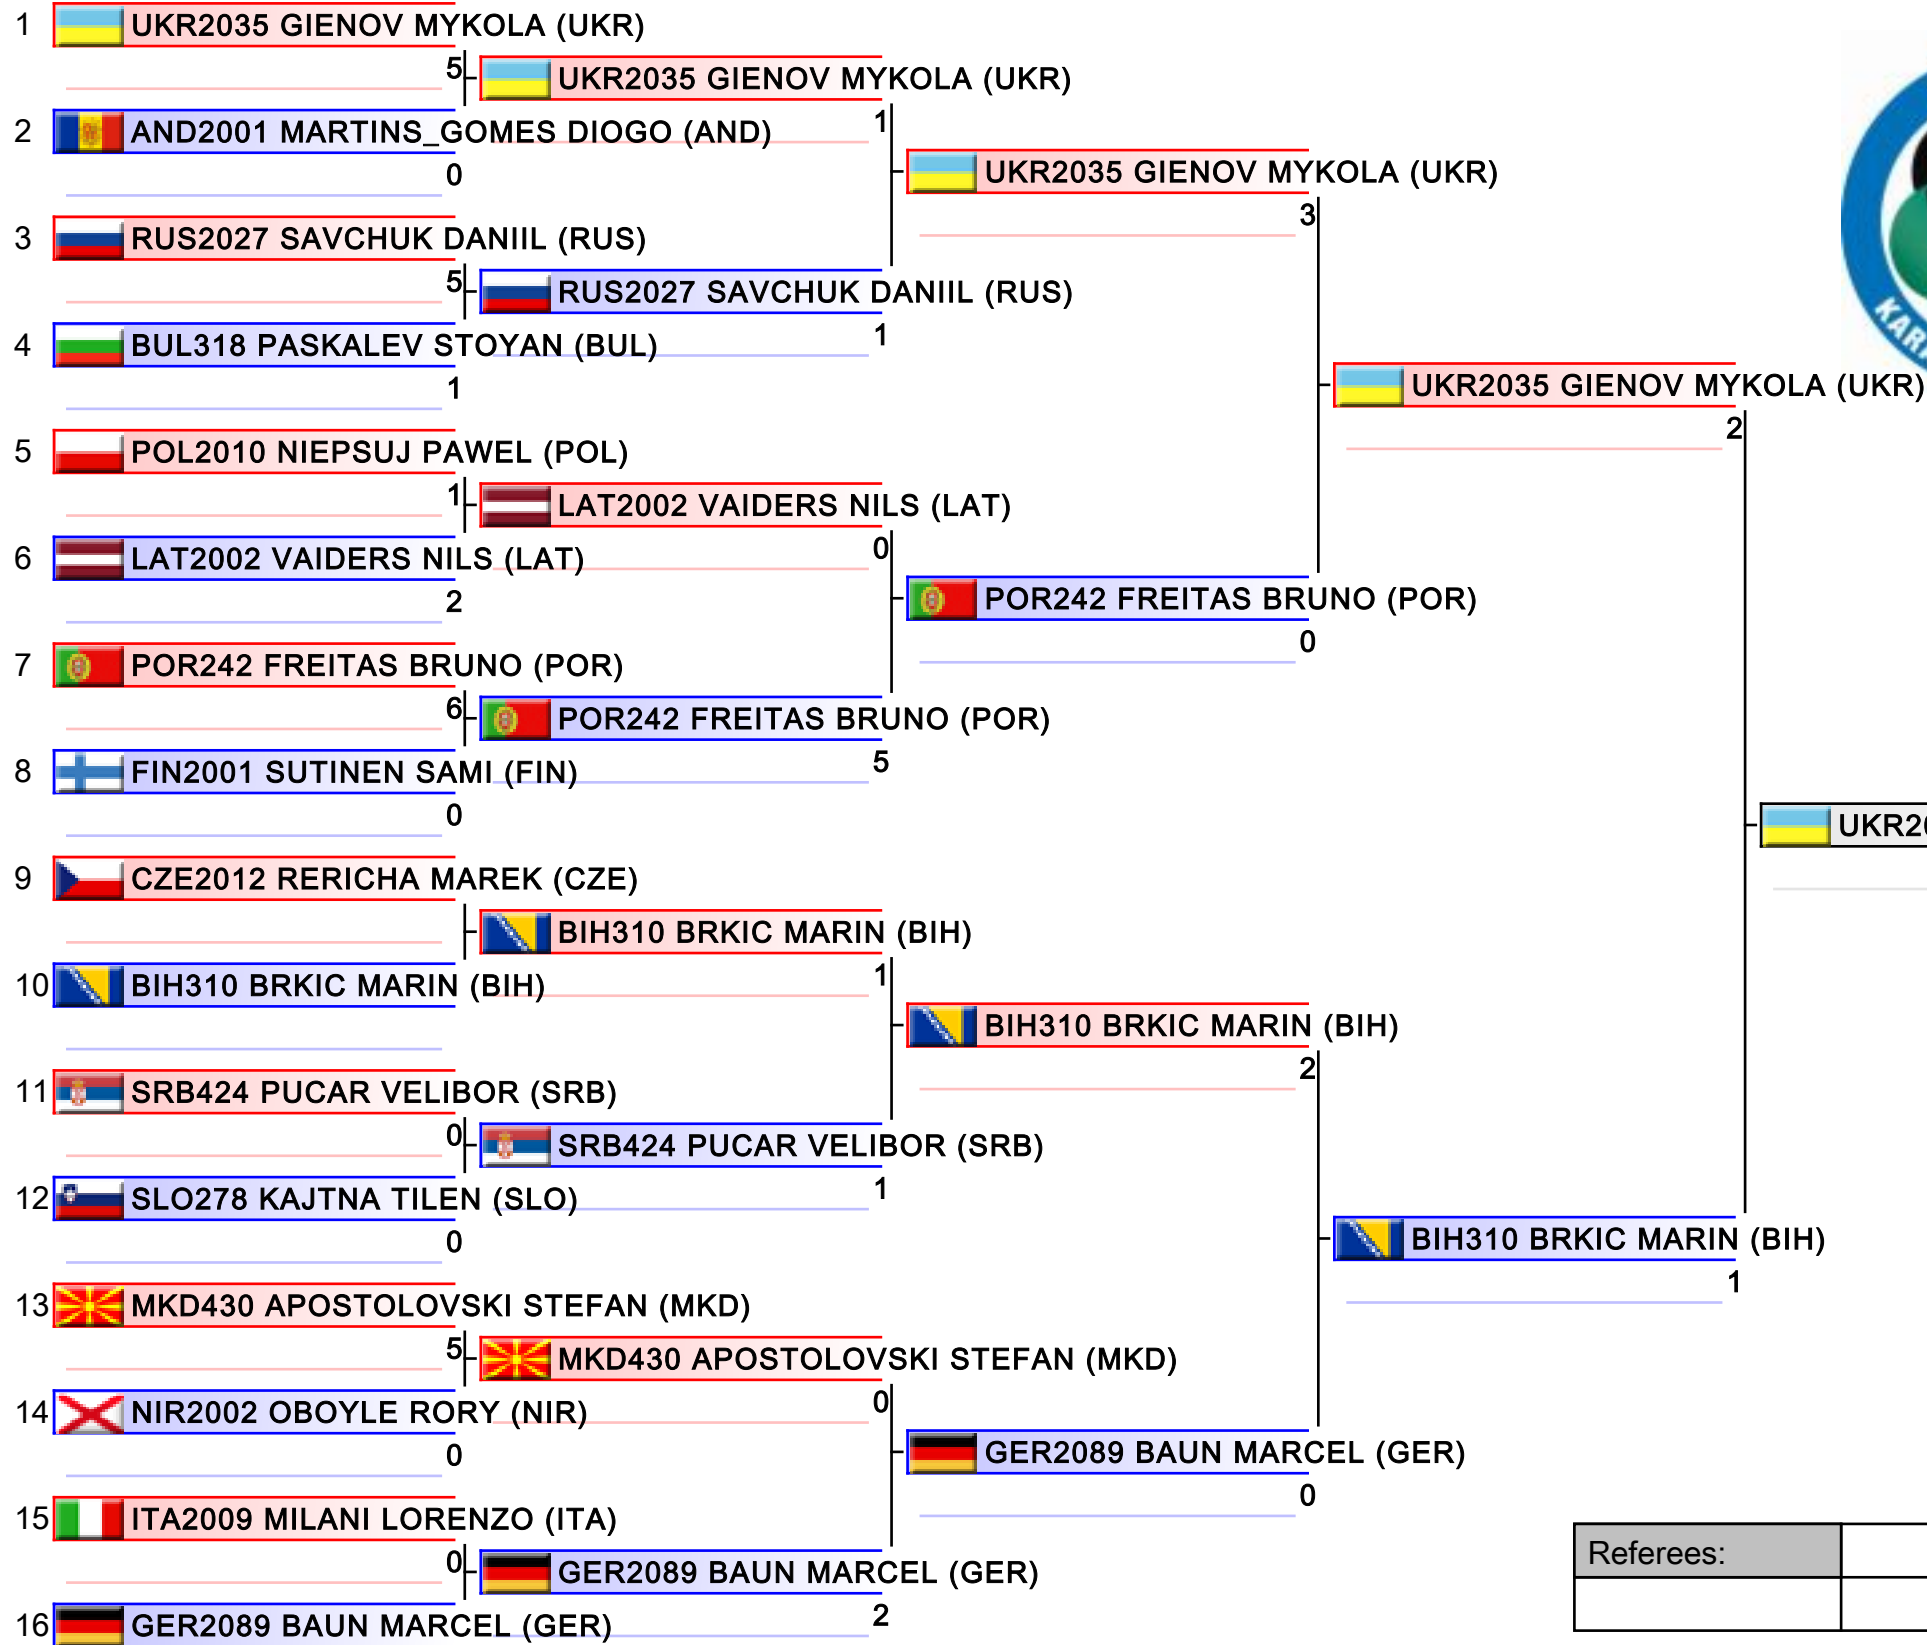 1 UKR2035 GIENOV MYKOLA (UKR)
5
2 AND2001 MARTINS_GOMES DIOGO (AND)
0
3 RUS2027 SAVCHUK DANIIL (RUS)
5
4 BUL318 PASKALEV STOYAN (BUL)
1
5 POL2010 NIEPSUJ PAWEL (POL)
1
6 LAT2002 VAIDERS NILS (LAT)
2
7 POR242 FREITAS BRUNO (POR)
6
8 FIN2001 SUTINEN SAMI (FIN)
0
9 CZE2012 RERICHA MAREK (CZE)
10 BIH310 BRKIC MARIN (BIH)
11 SRB424 PUCAR VELIBOR (SRB)
0
12 SLO278 KAJTNA TILEN (SLO)
0
13 MKD430 APOSTOLOVSKI STEFAN (MKD)
5
14 NIR2002 OBOYLE RORY (NIR)
0
15 ITA2009 MILANI LORENZO (ITA)
0
16 GER2089 BAUN MARCEL (GER)
UKR2035 GIENOV MYKOLA (UKR)
1
RUS2027 SAVCHUK DANIIL (RUS)
1
LAT2002 VAIDERS NILS (LAT)
0
POR242 FREITAS BRUNO (POR)
5
BIH310 BRKIC MARIN (BIH)
1
SRB424 PUCAR VELIBOR (SRB)
1
MKD430 APOSTOLOVSKI STEFAN (MKD)
0
GER2089 BAUN MARCEL (GER)
2
UKR2035 GIENOV MYKOLA (UKR)
3
POR242 FREITAS BRUNO (POR)
0
BIH310 BRKIC MARIN (BIH)
2
GER2089 BAUN MARCEL (GER)
0
UKR2035 GIENOV MYKOLA (UKR)
2
BIH310 BRKIC MARIN (BIH)
1
Referees: